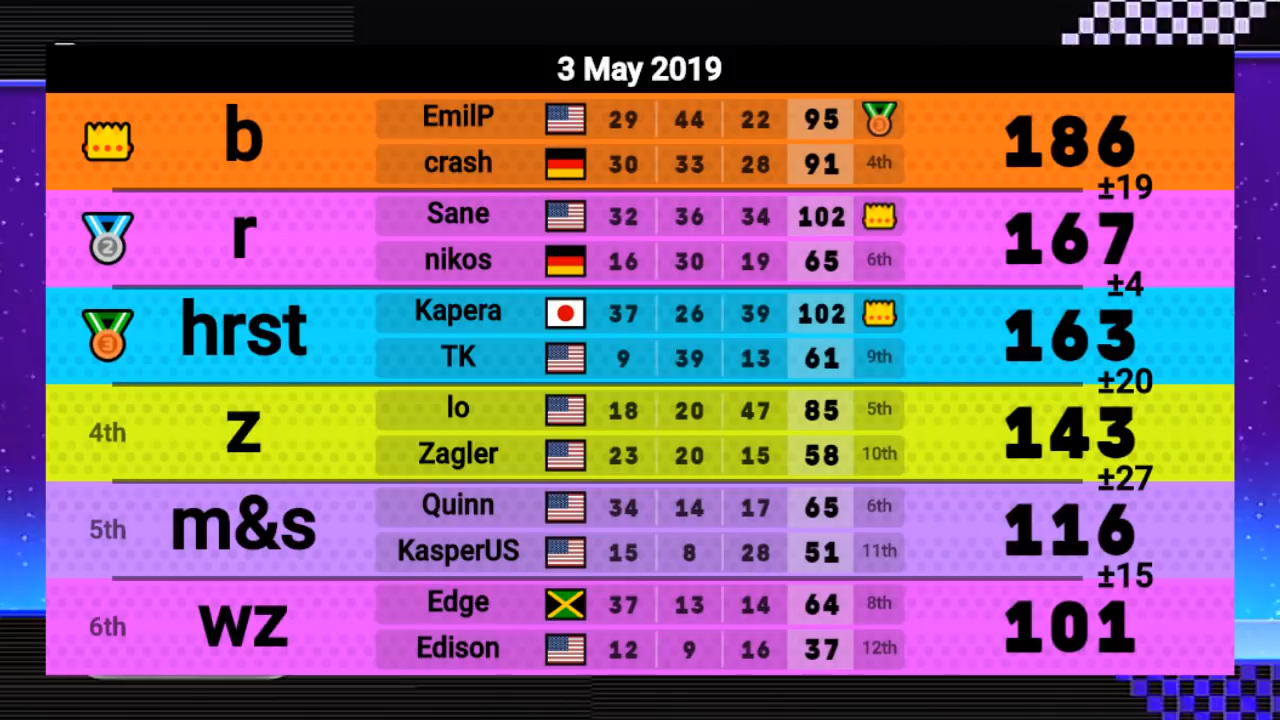 3 May 2019
b
EmilP 29 44 22 95 3
crash 30 33 28 91 4th
186
±19
2
r
Sane 32 36 34 102
nikos 16 30 19 65 6th
167
±4
3
hrst
Kapera 37 26 39 102
TK 9 39 13 61 9th
163
±20
4th
z
lo 18 20 47 85 5th
Zagler 23 20 15 58 10th
143
±27
5th
m&s
Quinn 34 14 17 65 6th
KasperUS 15 8 28 51 11th
116
±15
6th
wz
Edge 37 13 14 64 8th
Edison 12 9 16 37 12th
101